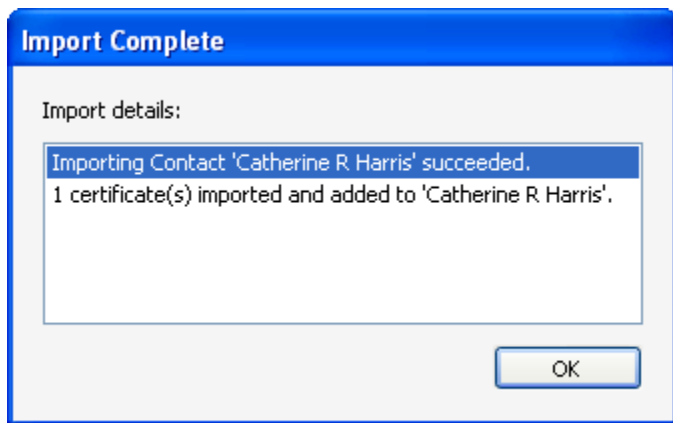 Import Complete
Import details:
Importing Contact 'Catherine R Harris' succeeded.
1 certificate(s) imported and added to 'Catherine R Harris'.
OK